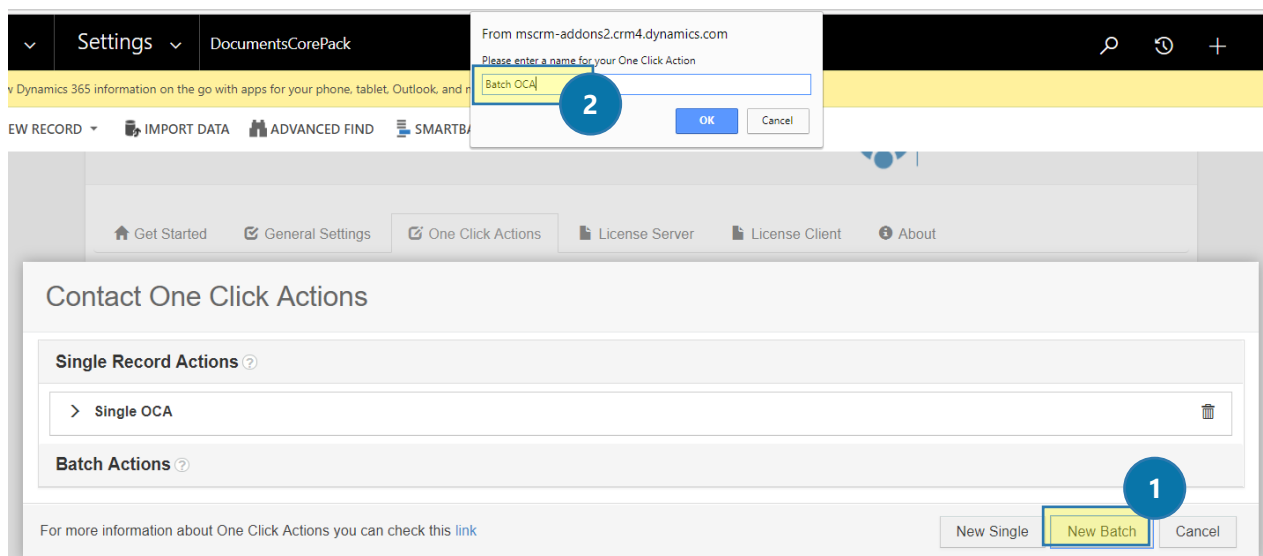 From mscrm-addons2.crm4.dynamics.com
Settings DocumentsCorePack
Please enter a name for your One Click Action
Batch OCA
2
Dynamics 365 information on the go with apps for your phone, tablet, Outlook, and
OK Cancel
EW RECORD IMPORT DATA ADVANCED FIND SMARTBA
Get Started General Settings One Click Actions License Server License Client About
Contact One Click Actions
Single Record Actions ?
> Single OCA
Batch Actions ?
1
For more information about One Click Actions you can check this link
New Single New Batch Cancel